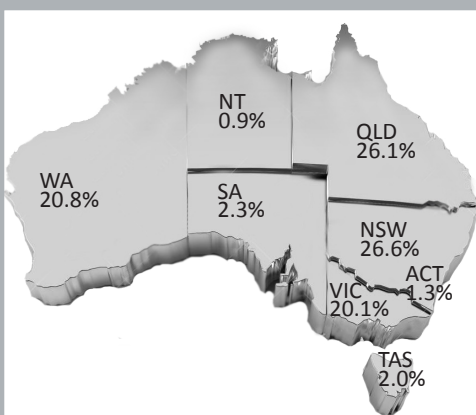 NT
0.9%
QLD
26.1%
WA
20.8%
SA
2.3%
NSW
26.6%
ACT
1.3%
VIC
20.1%
TAS
2.0%